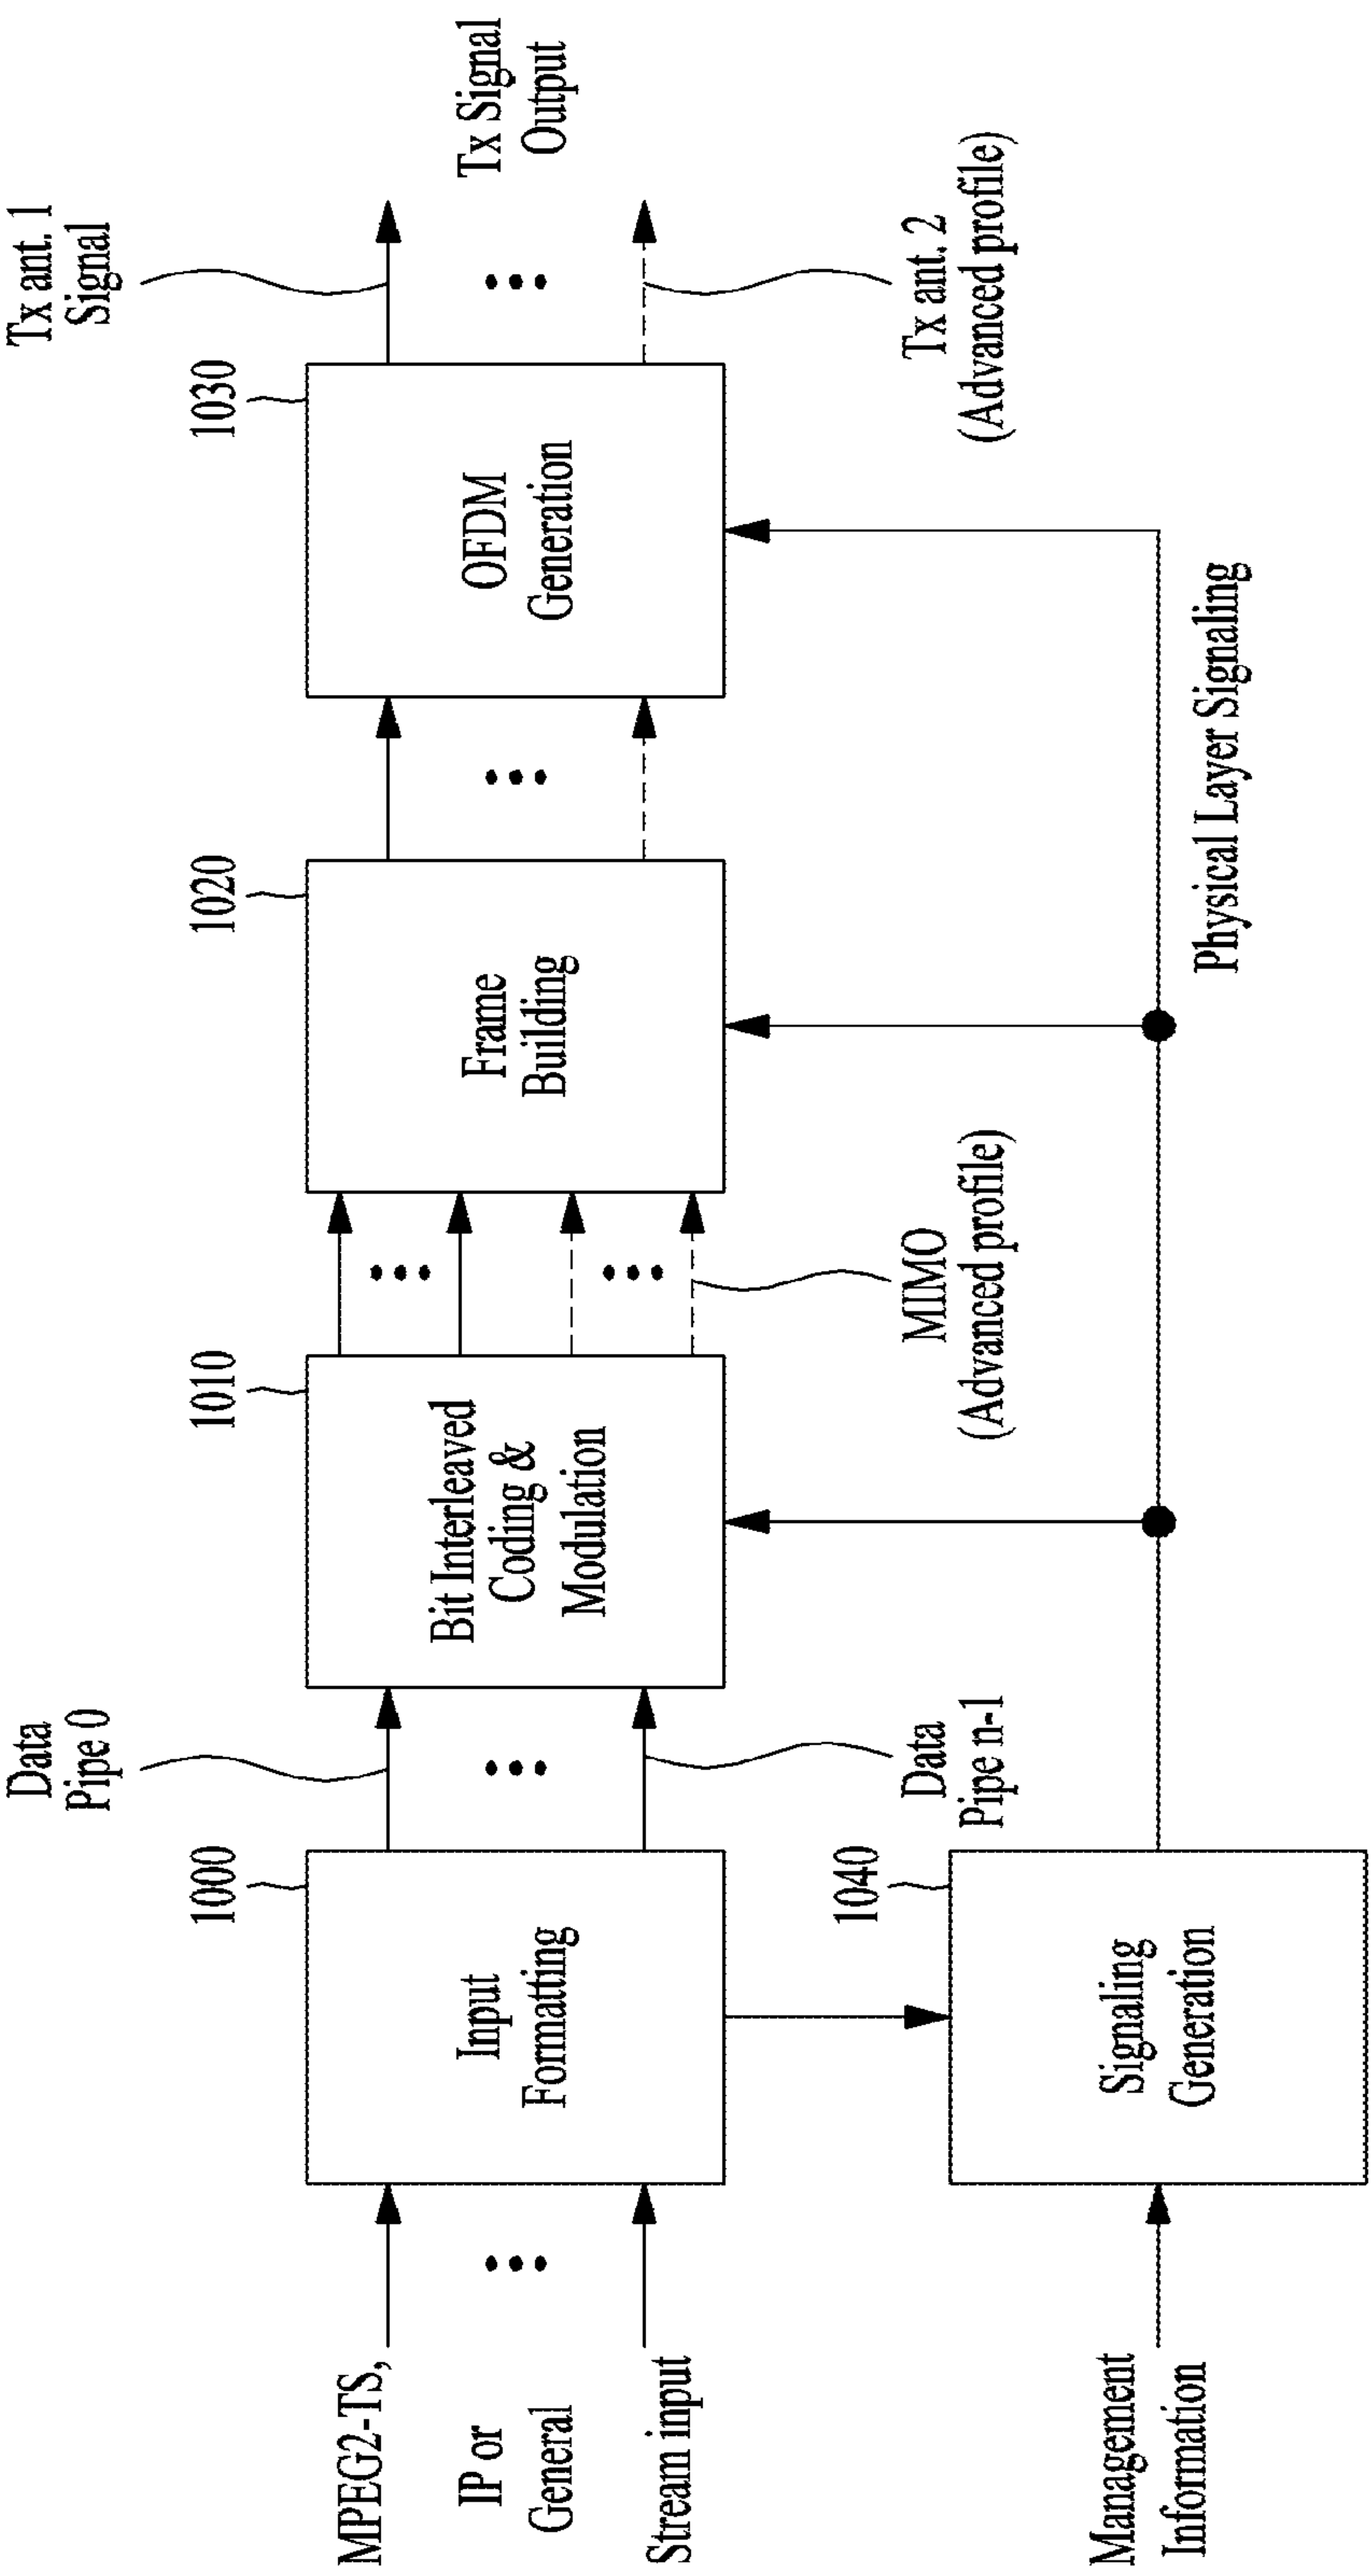 MPEG2-TS,
IP or
General
Stream input
1000
Input
Formatting
Data
Pipe 0
Data
Pipe n-1
1010
Bit Interleaved
Coding &
Modulation
MIMO
(Advanced profile)
1020
Frame
Building
1030
OFDM
Generation
Tx ant. 1
Signal
Tx Signal
Output
Tx ant. 2
(Advanced profile)
Management
Information
1040
Signaling
Generation
Physical Layer Signaling